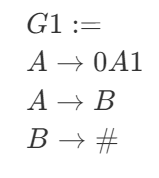 G1 :=
A → 0A1
A → B
B → #